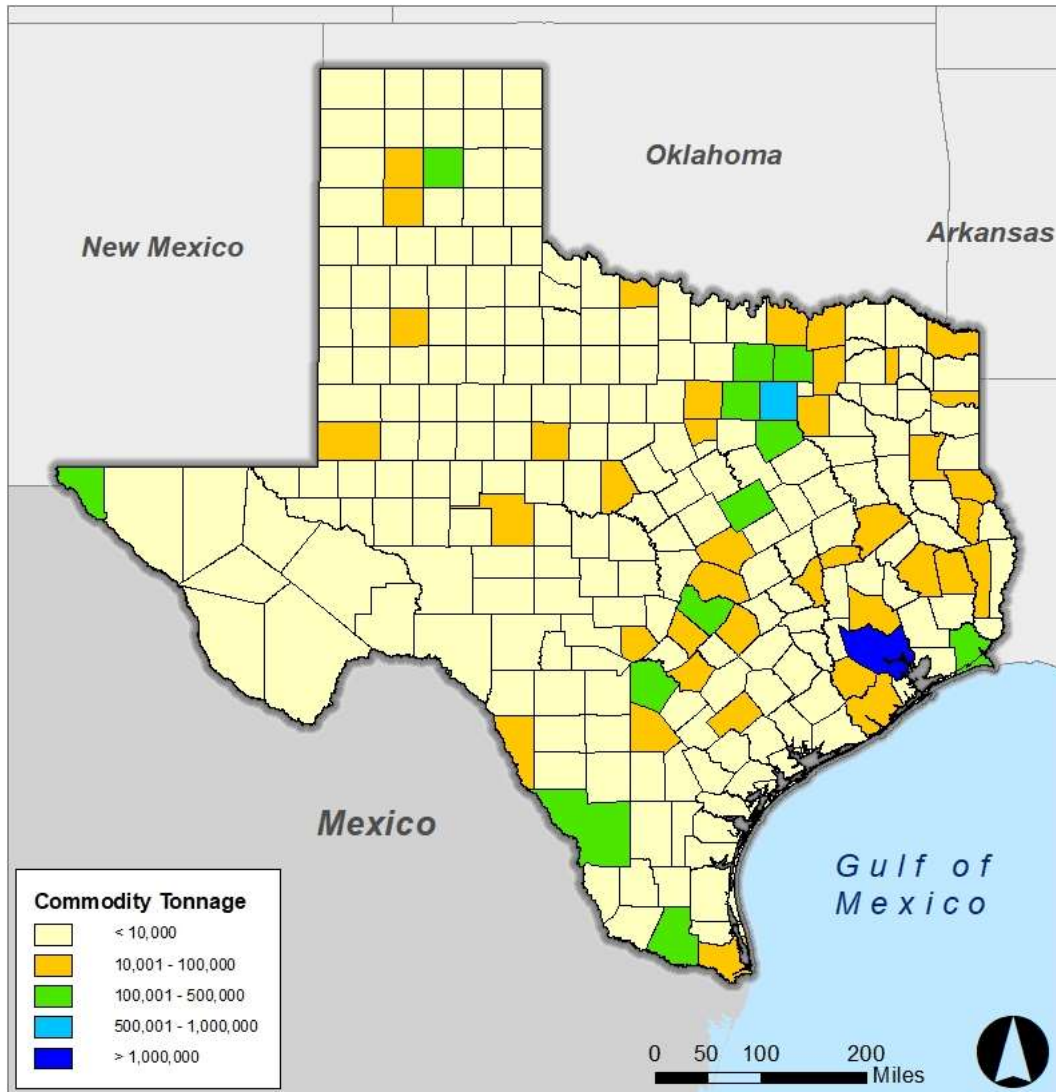 Oklahoma
Arkansas
New Mexico
Mexico
Gulf of
Mexico
Commodity Tonnage
< 10,000
10,001 - 100,000
100,001 - 500,000
500,001 - 1,000,000
> 1,000,000
0 50 100 200
Miles